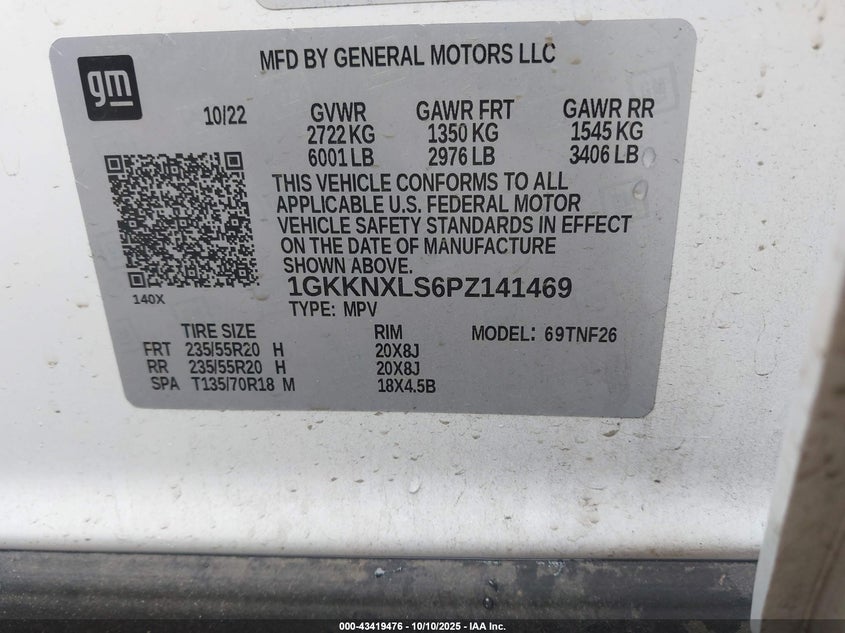 MFD BY GENERAL MOTORS LLC
gm
10/22
GVWR GAWR FRT GAWR RR
2722 KG 1350 KG 1545 KG
6001 LB 2976 LB 3406 LB
THIS VEHICLE CONFORMS TO ALL
APPLICABLE U.S. FEDERAL MOTOR
VEHICLE SAFETY STANDARDS IN EFFECT
ON THE DATE OF MANUFACTURE
SHOWN ABOVE.
140X
1GKKNXLS6PZ141469
TYPE: MPV
TIRE SIZE RIM MODEL: 69TNF26
FRT 235/55R20 H 20X8J
RR 235/55R20 H 20X8J
SPA T135/70R18 M 18X4.5B
000-43419476 - 10/10/2025 - IAA Inc.